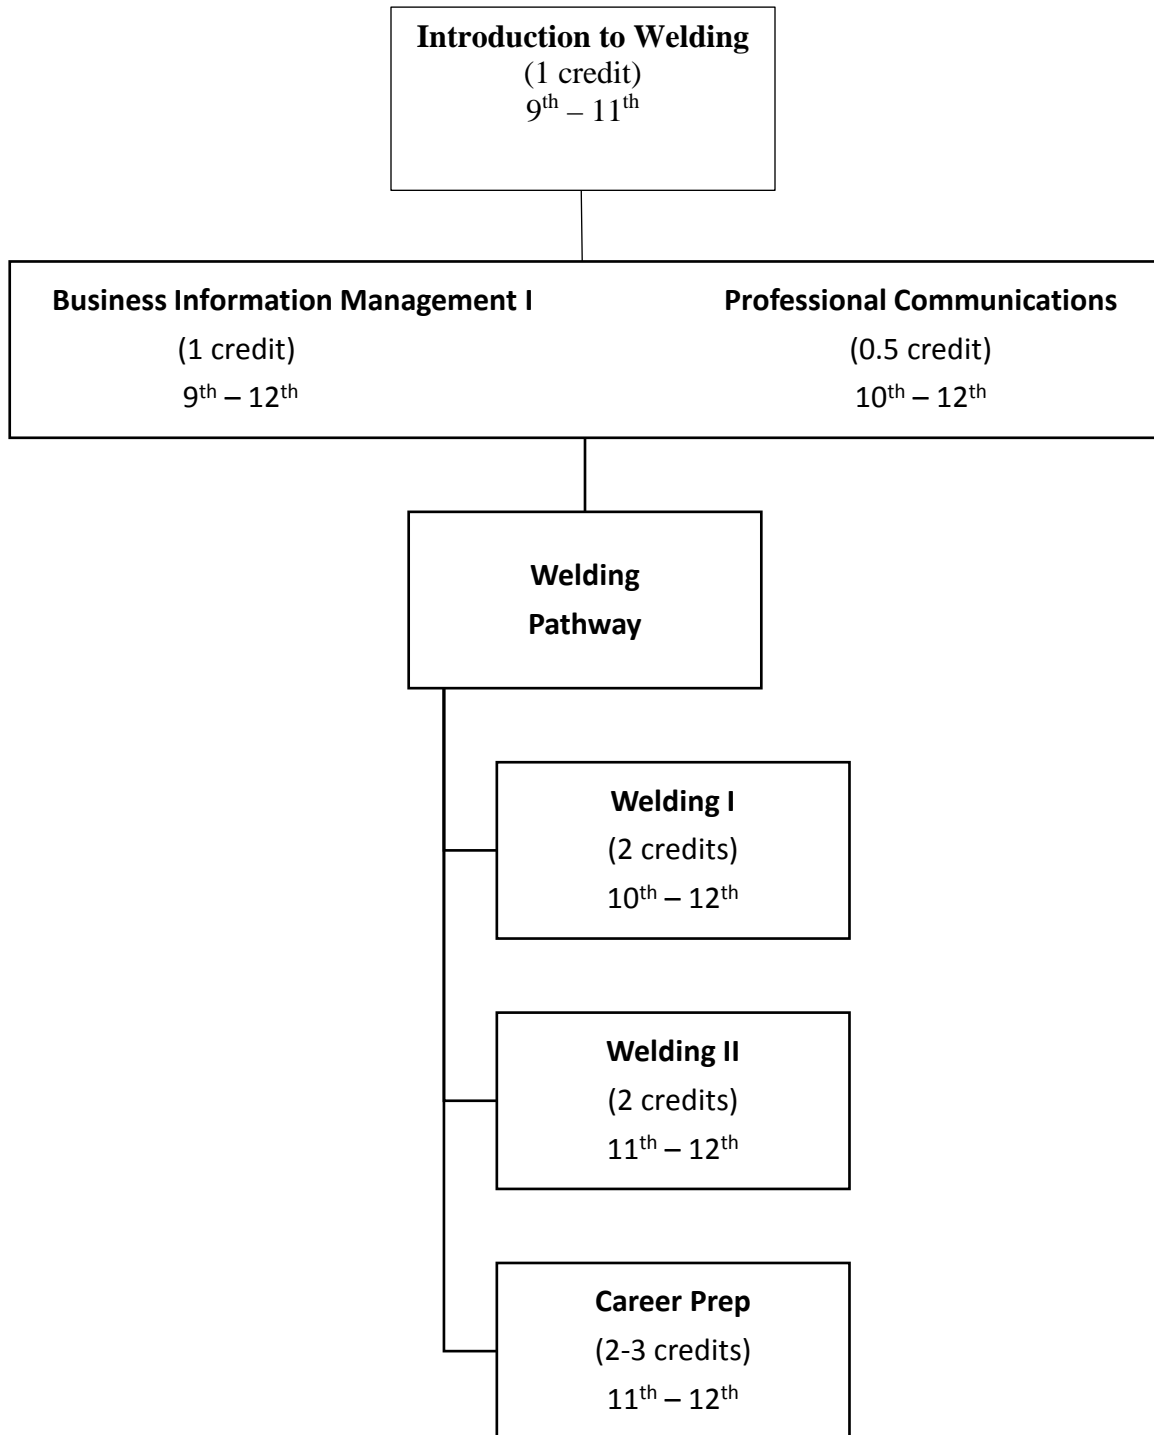 Introduction to Welding
(1 credit)
9th – 11th
Business Information Management I
(1 credit)
9th – 12th
Professional Communications
(0.5 credit)
10th – 12th
Welding
Pathway
Welding I
(2 credits)
10th – 12th
Welding II
(2 credits)
11th – 12th
Career Prep
(2-3 credits)
11th – 12th